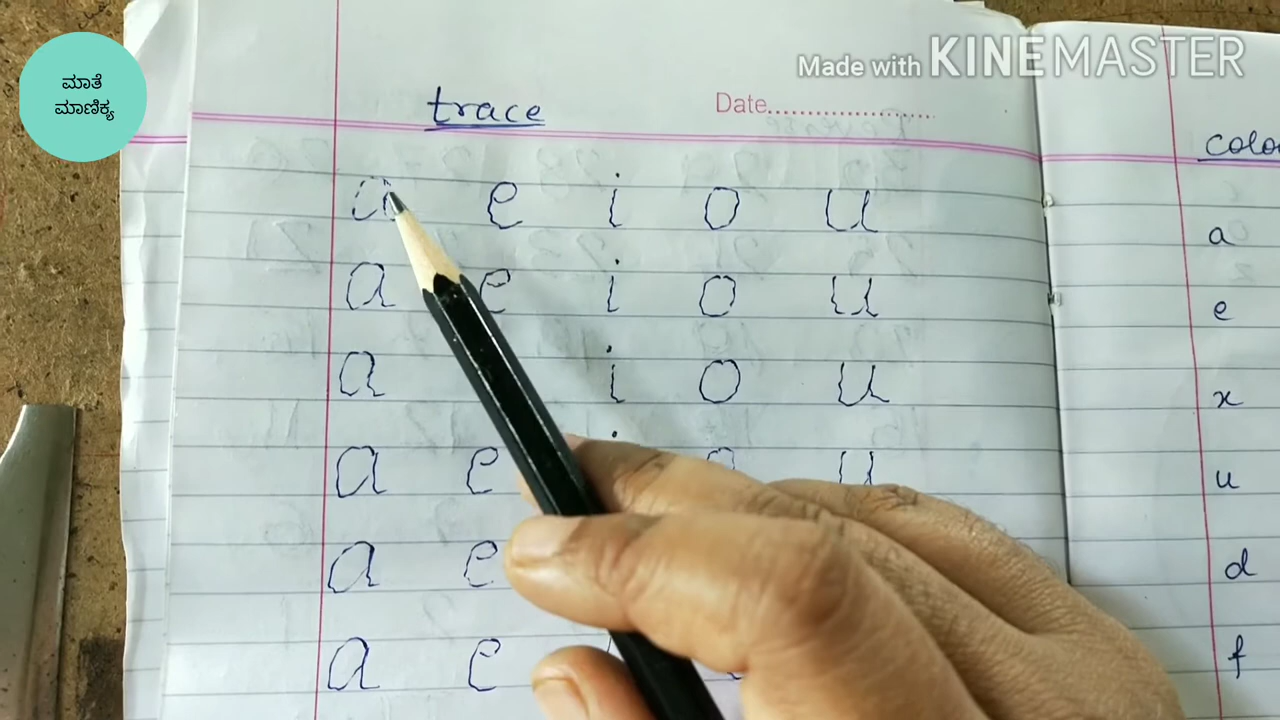 ಮಾತೆ
ಮಾಣಿಕ್ಯ
Made with KINEMASTER
trace
Date
a e i o u
a e i o u
a i o u
a e u
a e
a e
colo
a
e
x
u
d
f